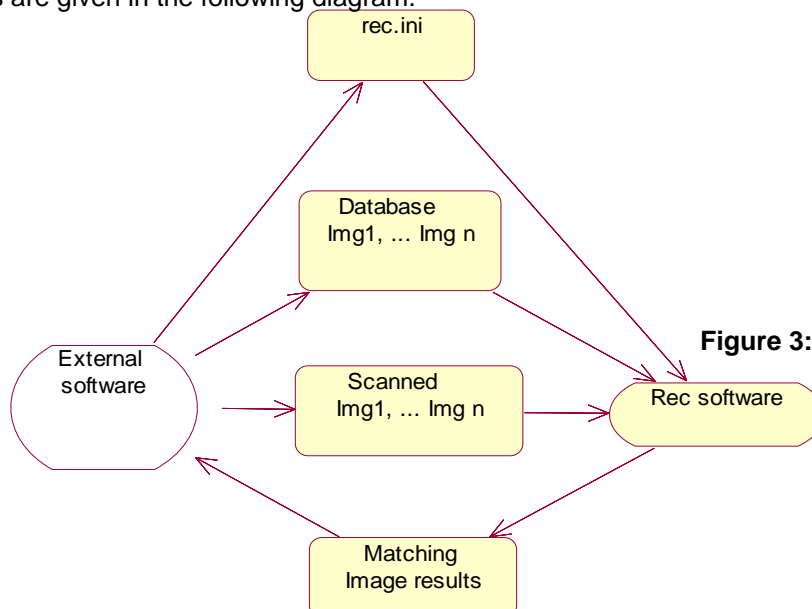 s are given in the following diagram:
rec.ini
Database
Img1, ... Img n
Figure 3:
External
software
Scanned
Img1, ... Img n
Rec software
Matching
Image results